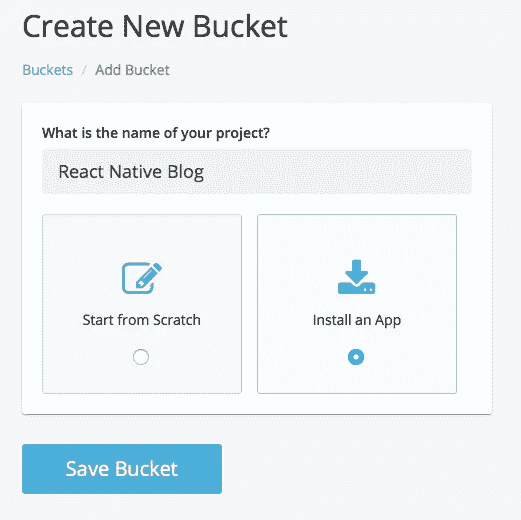 Create New Bucket
Buckets / Add Bucket
What is the name of your project?
React Native Blog
Start from Scratch
Install an App
Save Bucket